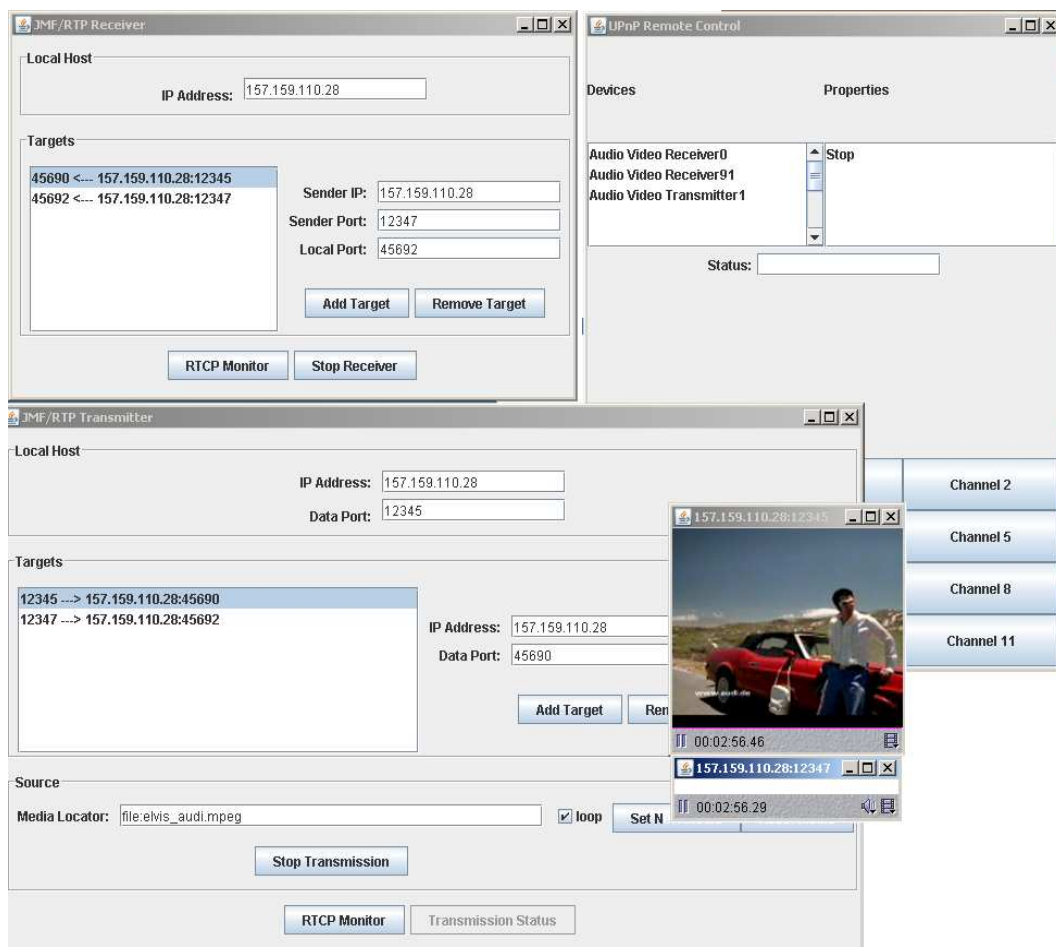 JMF/RTP Receiver
Local Host
IP Address: 157.159.110.28
Targets
45690 <--- 157.159.110.28:12345
45692 <--- 157.159.110.28:12347
Sender IP: 157.159.110.28
Sender Port: 12347
Local Port: 45692
Add Target Remove Target
RTCP Monitor Stop Receiver
UPnP Remote Control
Devices Properties
Audio Video Receiver0
Audio Video Receiver91
Audio Video Transmitter1
Stop
Status:
Channel 2
Channel 5
Channel 8
Channel 11
JMF/RTP Transmitter
Local Host
IP Address: 157.159.110.28
Data Port: 12345
Targets
12345 ---> 157.159.110.28:45690
12347 ---> 157.159.110.28:45692
IP Address: 157.159.110.28
Data Port: 45690
Add Target Ren
Source
Media Locator: file:elvis_audi.mpeg loop Set N
Stop Transmission
RTCP Monitor Transmission Status
157.159.110.28:12345
www.audi.de
00:02:56.46
157.159.110.28:12347
00:02:56.29